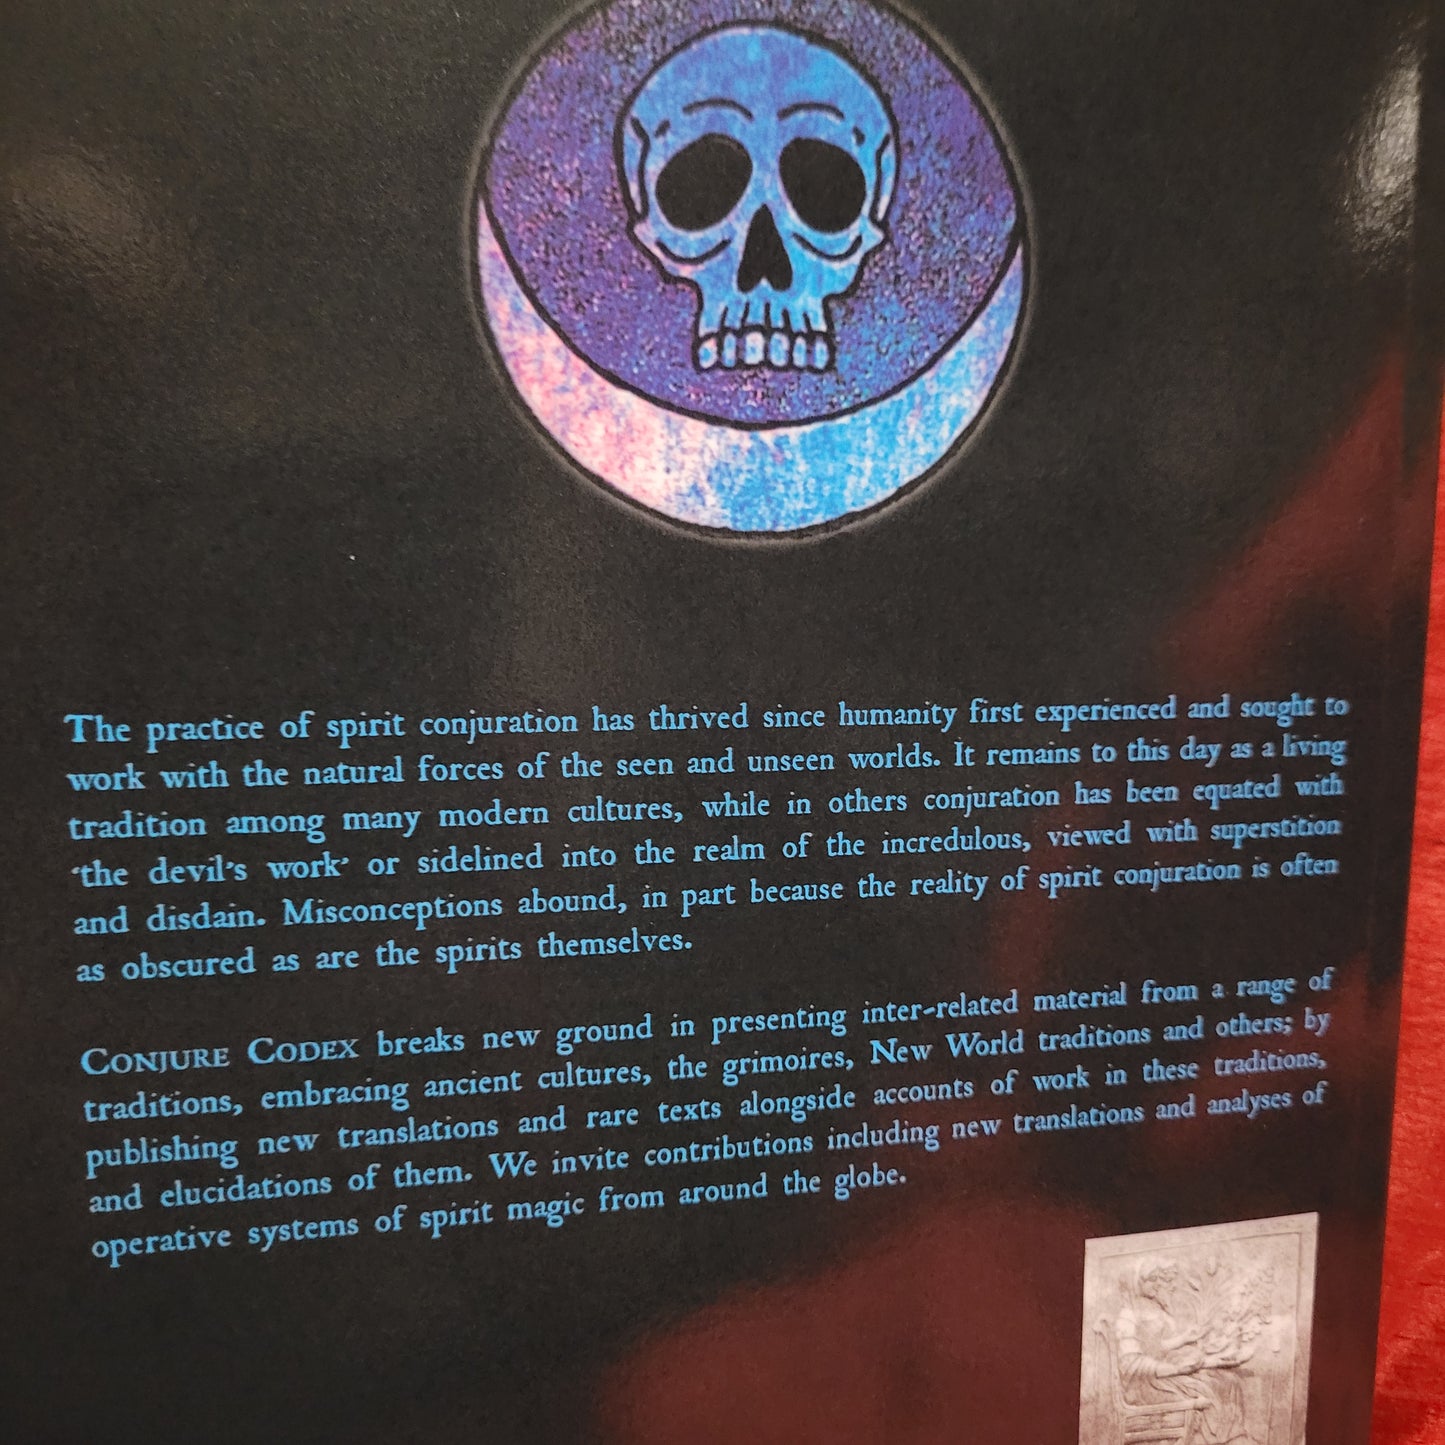 The practice of spirit conjuration has thrived since humanity first experienced and sought to
work with the natural forces of the seen and unseen worlds. It remains to this day as a living
tradition among many modern cultures, while in others conjuration has been equated with
‘the devil’s work’ or sidelined into the realm of the incredulous, viewed with superstition
and disdain. Misconceptions abound, in part because the reality of spirit conjuration is often
as obscured as are the spirits themselves.
CONJURE CODEX breaks new ground in presenting inter-related material from a range of
traditions, embracing ancient cultures, the grimoires, New World traditions and others; by
publishing new translations and rare texts alongside accounts of work in these traditions,
and elucidations of them. We invite contributions including new translations and analyses of
operative systems of spirit magic from around the globe.